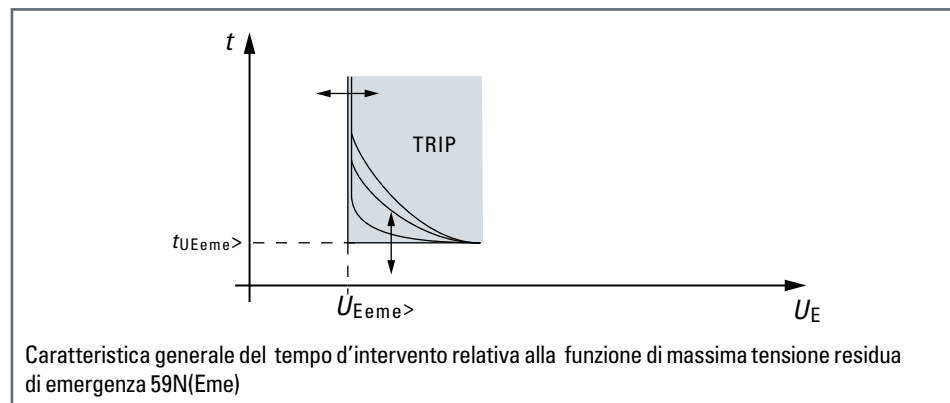 t
TRIP
tUEeme>
UEeme>
UE
Caratteristica generale del tempo d'intervento relativa alla funzione di massima tensione residua
di emergenza 59N(Eme)